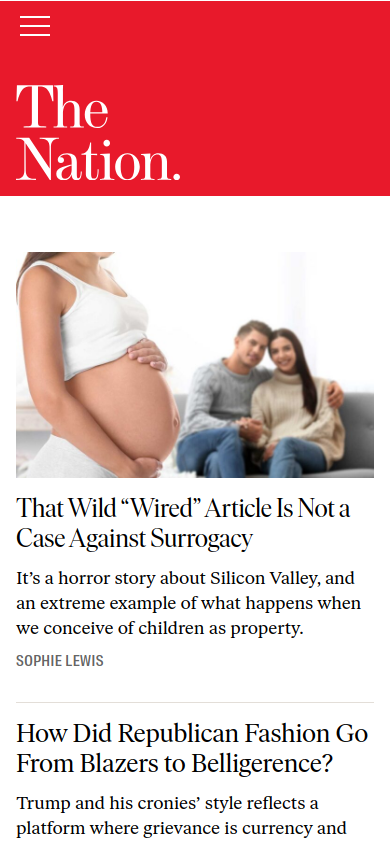 The
Nation.
That Wild “Wired” Article Is Not a
Case Against Surrogacy
It’s a horror story about Silicon Valley, and
an extreme example of what happens when
we conceive of children as property.
SOPHIE LEWIS
How Did Republican Fashion Go
From Blazers to Belligerence?
Trump and his cronies’ style reflects a
platform where grievance is currency and